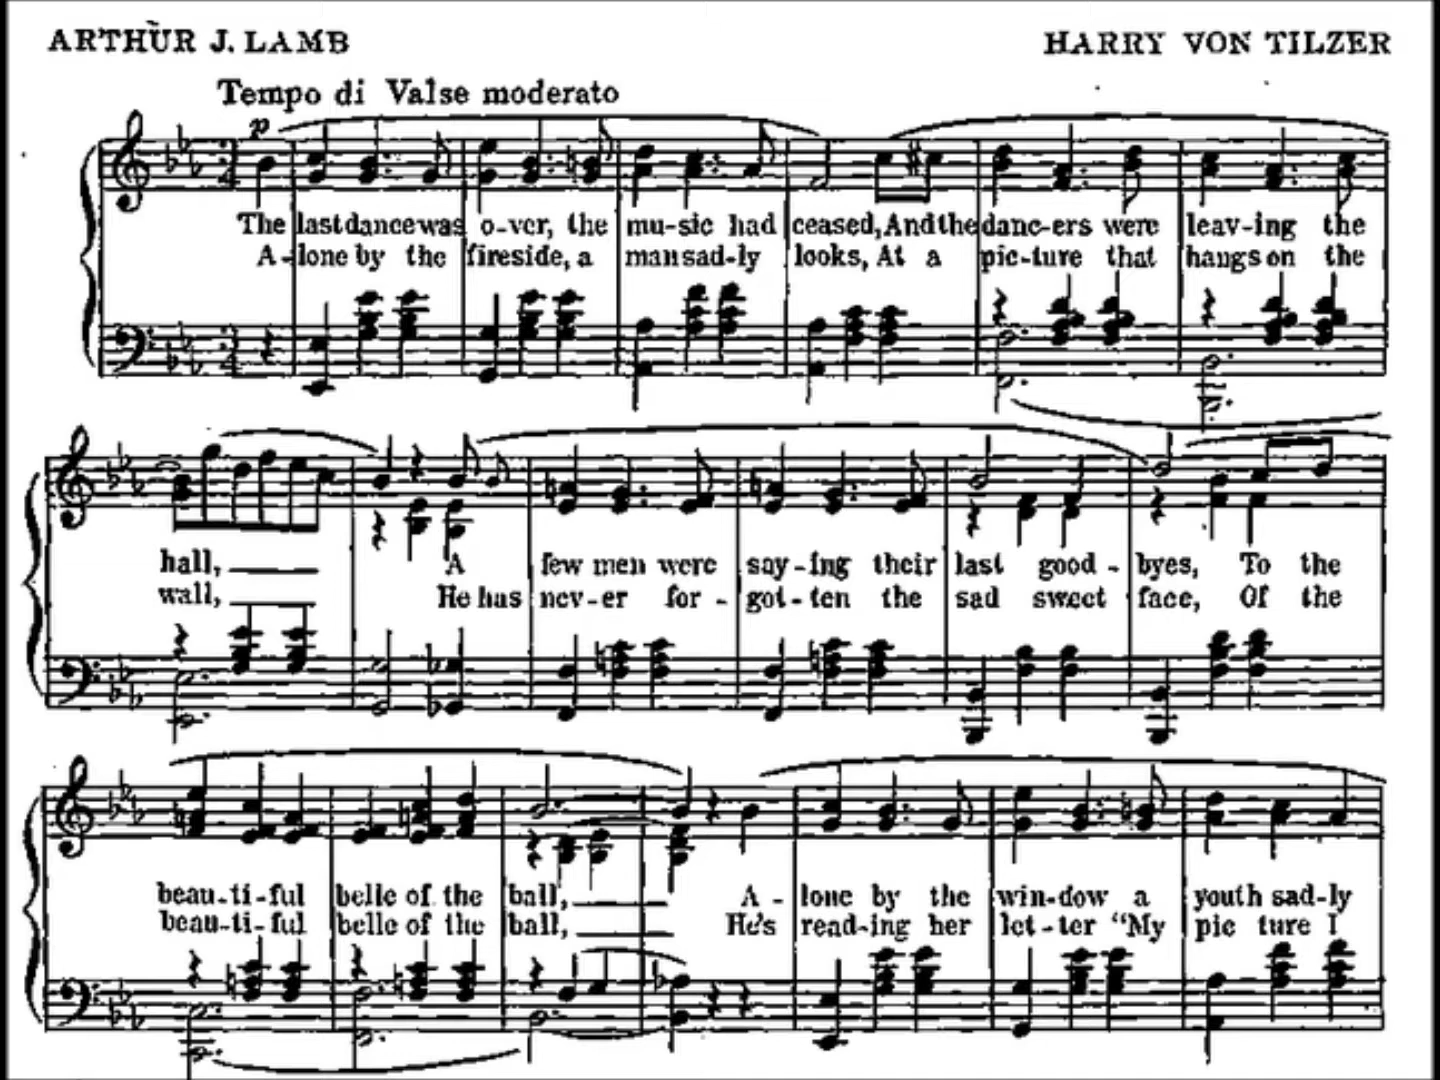 ARTHUR J. LAMB HARRY VON TILZER
Tempo di Valse moderato
p
The last dance was o-ver, the mu-sic had ceased, And the danc-ers were leav-ing the
A-lone by the fireside, a man sad-ly looks, At a pic-ture that hangs on the
hall, A few men were say-ing their last good-byes, To the
wall, He has nev-er for-got-ten the sad sweet face, Of the
beau-ti-ful belle of the ball, A-lone by the win-dow a youth sad-ly
beau-ti-ful belle of the ball, He's read-ing her let-ter "My pic ture I